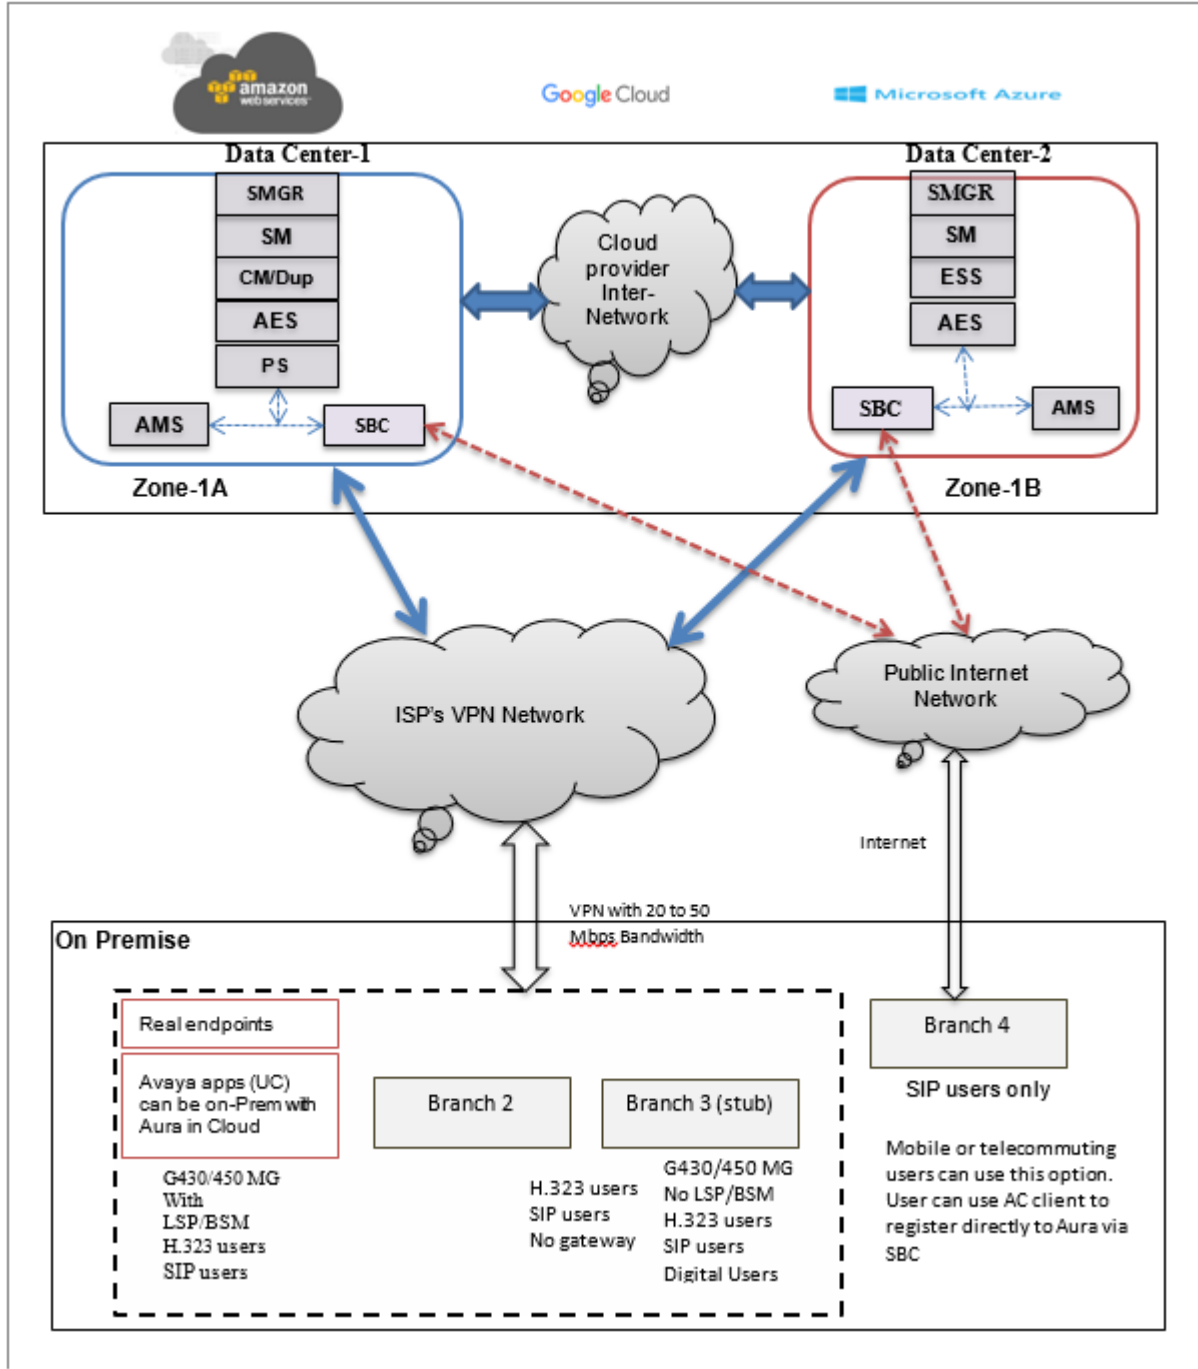 amazon
webservices™
Google Cloud
Microsoft Azure
Data Center-1
Data Center-2
SMGR
SM
CM/Dup
AES
PS
AMS
SBC
Zone-1A
Cloud
provider
Inter-
Network
SMGR
SM
ESS
AES
SBC
AMS
Zone-1B
ISP's VPN Network
Public Internet
Network
Internet
VPN with 20 to 50
Mbps Bandwidth
On Premise
Real endpoints
Avaya apps (UC)
can be on-Prem with
Aura in Cloud
G430/450 MG
With
LSP/BSM
H.323 users
SIP users
Branch 2
H.323 users
SIP users
No gateway
Branch 3 (stub)
G430/450 MG
No LSP/BSM
H.323 users
SIP users
Digital Users
Branch 4
SIP users only
Mobile or telecommuting
users can use this option.
User can use AC client to
register directly to Aura via
SBC